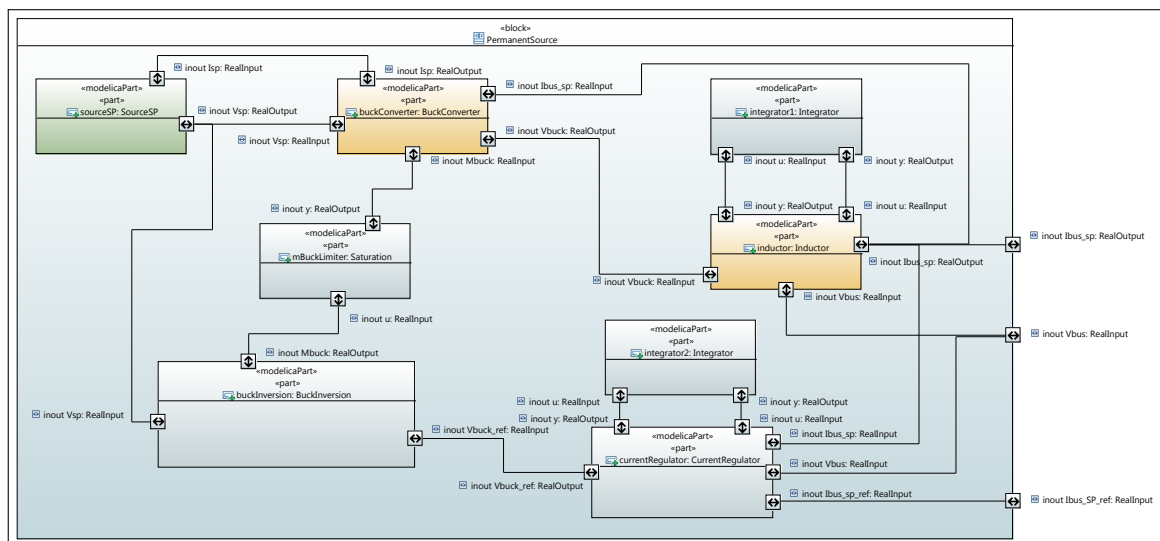 «block»
PermanentSource
inout Isp: RealInput
inout Isp: RealOutput
inout Ibus_sp: RealInput
«modelicaPart»
«part»
sourceSP: SourceSP
inout Vsp: RealOutput
inout Vsp: RealInput
«modelicaPart»
«part»
buckConverter: BuckConverter
inout Vbuck: RealOutput
inout Mbuck: RealInput
«modelicaPart»
«part»
integrator1: Integrator
inout u: RealInput
inout y: RealOutput
inout y: RealOutput
inout y: RealOutput
inout u: RealInput
«modelicaPart»
«part»
mBuckLimiter: Saturation
inout u: RealInput
«modelicaPart»
«part»
inductor: Inductor
inout Ibus_sp: RealOutput
inout Ibus_sp: RealOutput
inout Vbuck: RealInput
inout Vbus: RealInput
inout Vbus: RealInput
«modelicaPart»
«part»
integrator2: Integrator
inout Mbuck: RealOutput
«modelicaPart»
«part»
buckInversion: BuckInversion
inout Vsp: RealInput
inout Vbuck_ref: RealInput
inout u: RealInput
inout y: RealOutput
inout y: RealOutput
inout u: RealInput
«modelicaPart»
«part»
currentRegulator: CurrentRegulator
inout Ibus_sp: RealInput
inout Vbus: RealInput
inout Vbuck_ref: RealOutput
inout Ibus_sp_ref: RealInput
inout Ibus_SP_ref: RealInput